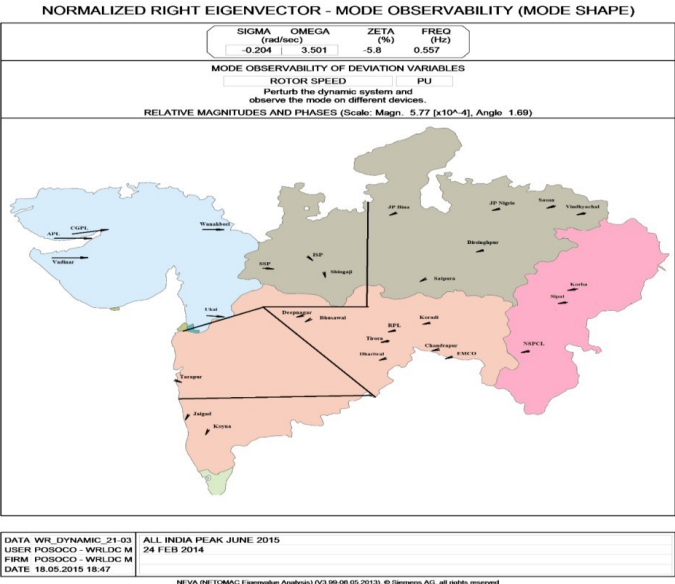 NORMALIZED RIGHT EIGENVECTOR - MODE OBSERVABILITY (MODE SHAPE)
SIGMA OMEGA ZETA FREQ
(rad/sec) (%) (Hz)
-0.204 3.501 -5.8 0.557
MODE OBSERVABILITY OF DEVIATION VARIABLES
ROTOR SPEED PU
Perturb the dynamic system and
observe the mode on different devices.
RELATIVE MAGNITUDES AND PHASES (Scale: Magn. 5.77 [x10^-4], Angle 1.69)
JP Bina
JP Nigrie
Sasan
Vindhyachal
CGPL
APL
Wanakbori
Vadinar
Birsinghpur
ISP
SSP
Shingaji
Satpura
Korba
Sipat
Ukai
Deepnagar
Bhusawal
Koradi
RPL
Tirora
Chandrapur
Dhariwal
EMCO
NSPCL
Tarapur
Jaigad
Koyna
DATA WR_DYNAMIC_21-03 ALL INDIA PEAK JUNE 2015
USER POSOCO - WRLDC M 24 FEB 2014
FIRM POSOCO - WRLDC M
DATE 18.05.2015 18:47
NEVA (NETOMAC Eigenvalue Analysis) (V3.99-06.05.2013), © Siemens AG, all rights reserved